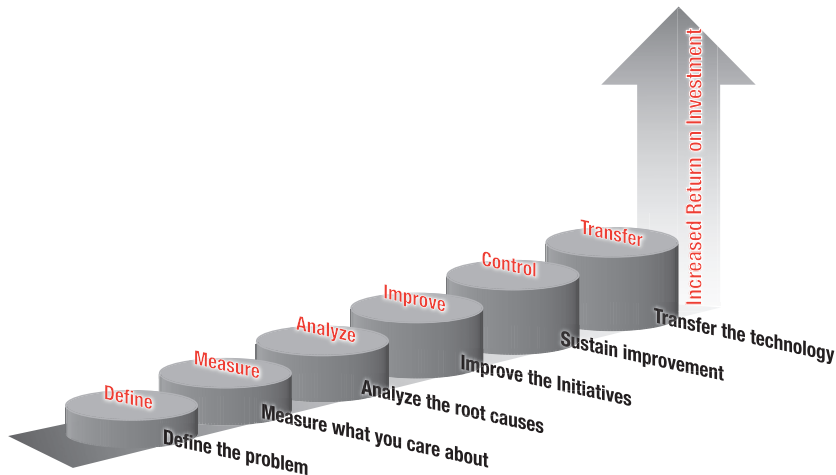 Define
Define the problem
Measure
Measure what you care about
Analyze
Analyze the root causes
Improve
Improve the Initiatives
Control
Sustain improvement
Transfer
Transfer the technology
Increased Return on Investment